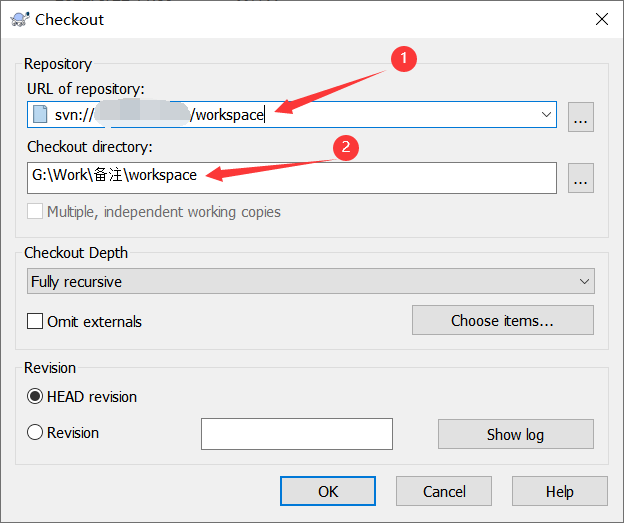 Checkout
Repository
URL of repository:
1
svn:// /workspace
...
Checkout directory:
2
G:\Work\备注\workspace
...
Multiple, independent working copies
Checkout Depth
Fully recursive
Omit externals
Choose items...
Revision
HEAD revision
Revision
Show log
OK
Cancel
Help